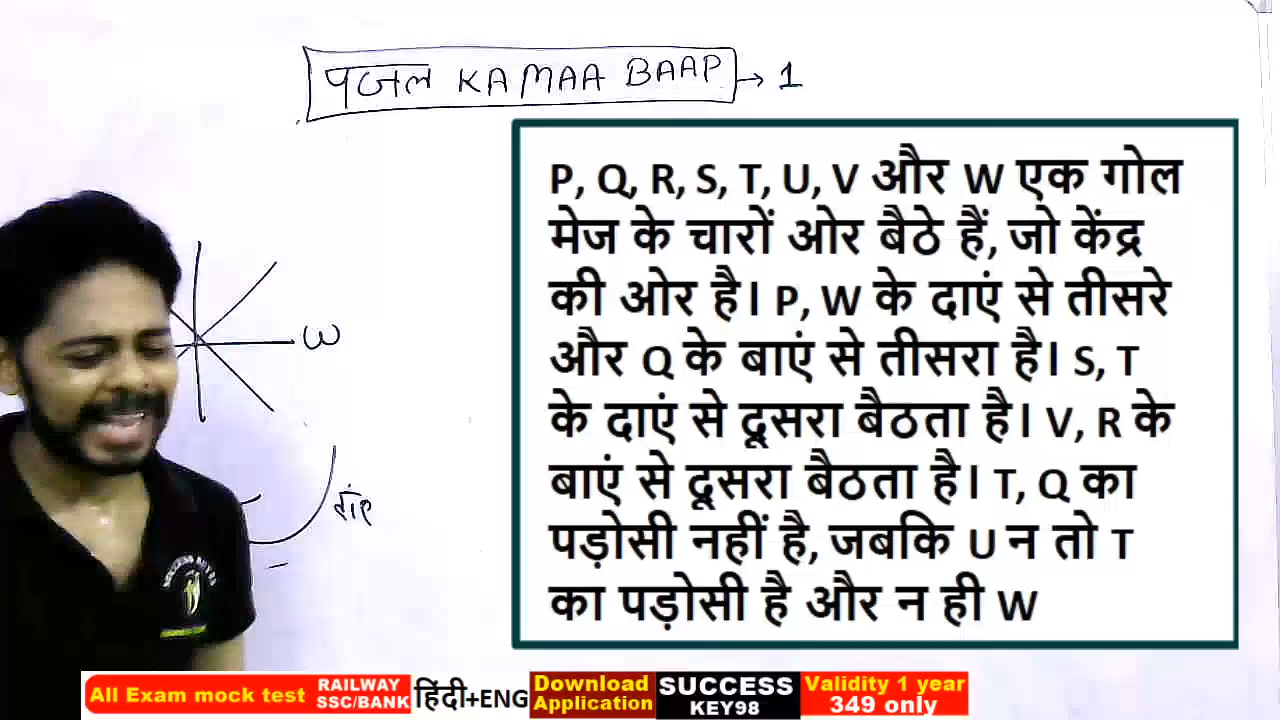 पजल KAMAA BAAP → 1
P, Q, R, S, T, U, V और W एक गोल
मेज के चारों ओर बैठे हैं, जो केंद्र
की ओर है। P, W के दाएं से तीसरे
और Q के बाएं से तीसरा है। S, T
के दाएं से दूसरा बैठता है। V, R के
बाएं से दूसरा बैठता है। T, Q का
पड़ोसी नहीं है, जबकि U न तो T
का पड़ोसी है और न ही W
W
All Exam mock test
RAILWAY
SSC/BANK
हिंदी+ENG
Download
Application
SUCCESS
KEY98
Validity 1 year
349 only